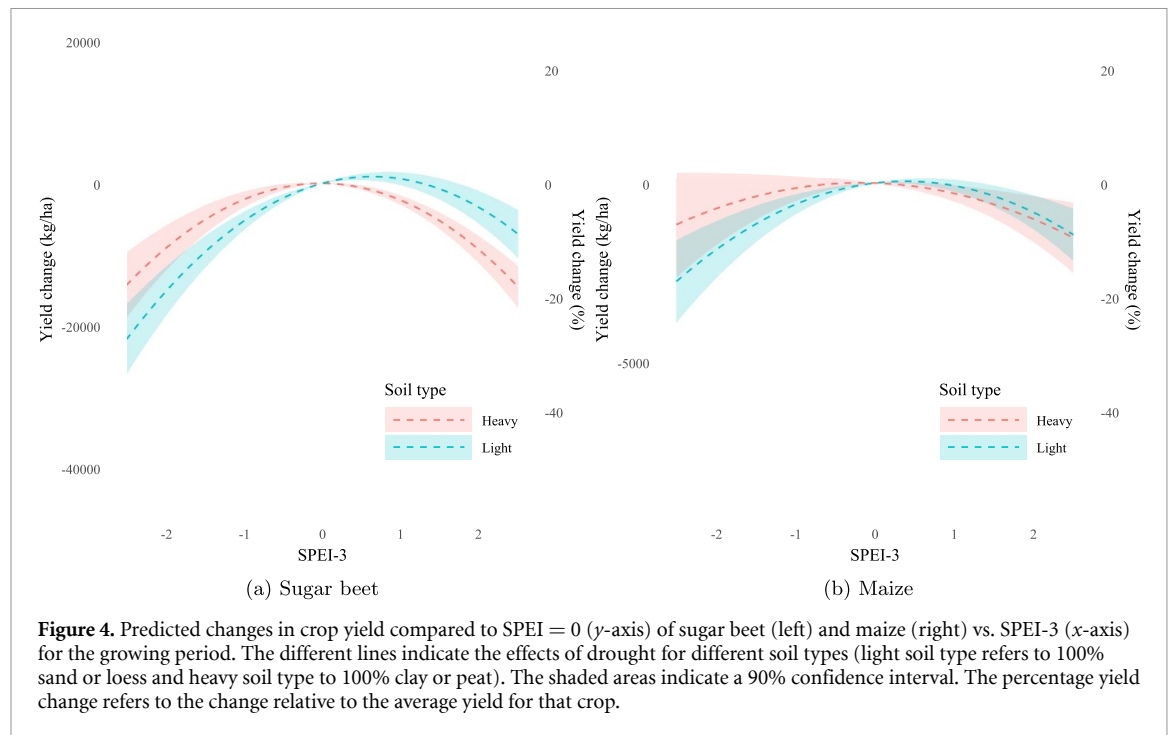 20000
0
-20000
-40000
Yield change (kg/ha)
20
0
-20
-40
Yield change (%)
Soil type
Heavy
Light
-2 -1 0 1 2
SPEI-3
(a) Sugar beet
0
-5000
Yield change (kg/ha)
20
0
-20
-40
Yield change (%)
Soil type
Heavy
Light
-2 -1 0 1 2
SPEI-3
(b) Maize
Figure 4. Predicted changes in crop yield compared to SPEI = 0 (y-axis) of sugar beet (left) and maize (right) vs. SPEI-3 (x-axis)
for the growing period. The different lines indicate the effects of drought for different soil types (light soil type refers to 100%
sand or loess and heavy soil type to 100% clay or peat). The shaded areas indicate a 90% confidence interval. The percentage yield
change refers to the change relative to the average yield for that crop.